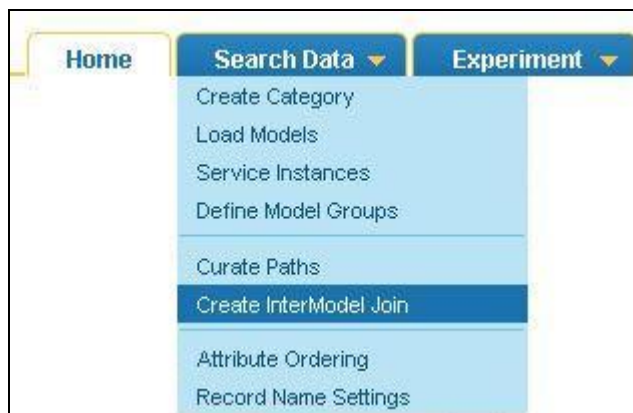 Home Search Data Experiment
Create Category
Load Models
Service Instances
Define Model Groups
Curate Paths
Create InterModel Join
Attribute Ordering
Record Name Settings